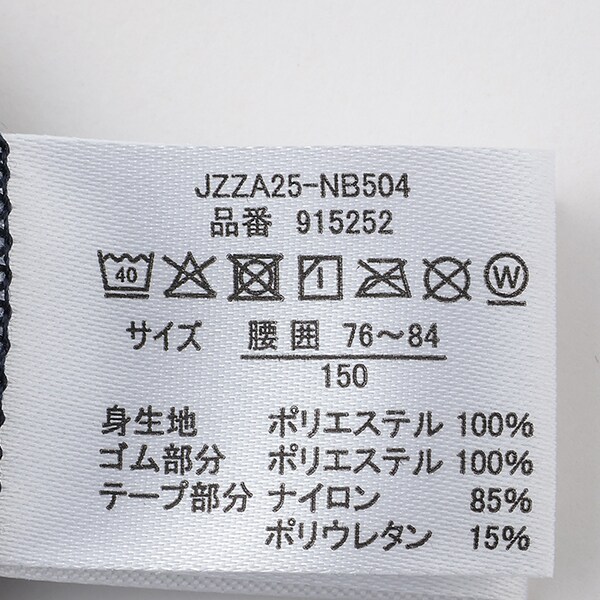 JZZA25-NB504
品番 915252
40 W
サイズ 腰囲 76～84
150
身生地 ポリエステル 100%
ゴム部分 ポリエステル 100%
テープ部分 ナイロン 85%
ポリウレタン 15%